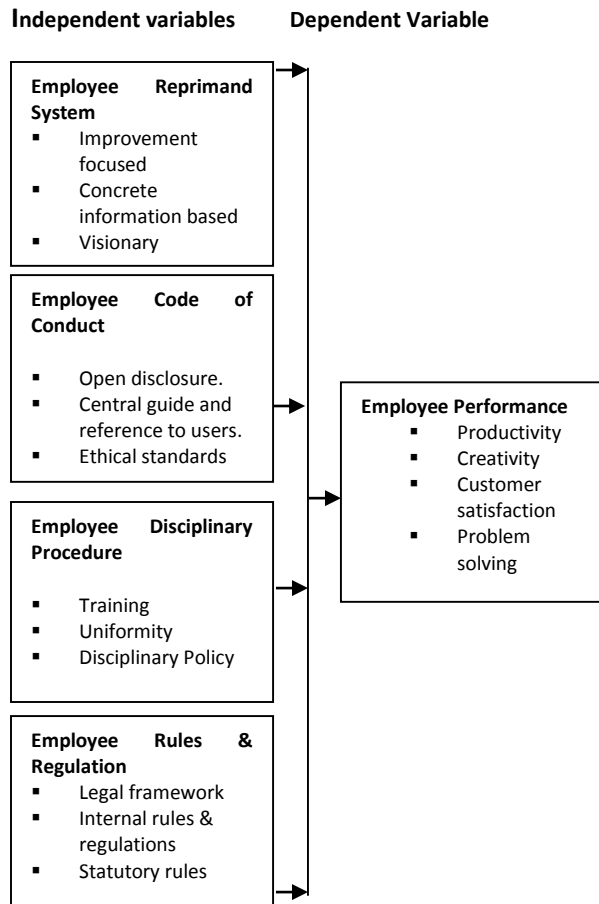 Independent variables Dependent Variable
Employee Reprimand
System
▪ Improvement
focused
▪ Concrete
information based
▪ Visionary
Employee Code of
Conduct
▪ Open disclosure.
▪ Central guide and
reference to users.
▪ Ethical standards
Employee Disciplinary
Procedure
▪ Training
▪ Uniformity
▪ Disciplinary Policy
Employee Rules &
Regulation
▪ Legal framework
▪ Internal rules &
regulations
▪ Statutory rules
Employee Performance
▪ Productivity
▪ Creativity
▪ Customer
satisfaction
▪ Problem
solving